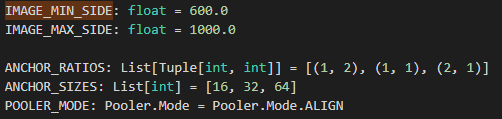 IMAGE_MIN_SIDE: float = 600.0
IMAGE_MAX_SIDE: float = 1000.0
ANCHOR_RATIOS: List[Tuple[int, int]] = [(1, 2), (1, 1), (2, 1)]
ANCHOR_SIZES: List[int] = [16, 32, 64]
POOLER_MODE: Pooler.Mode = Pooler.Mode.ALIGN